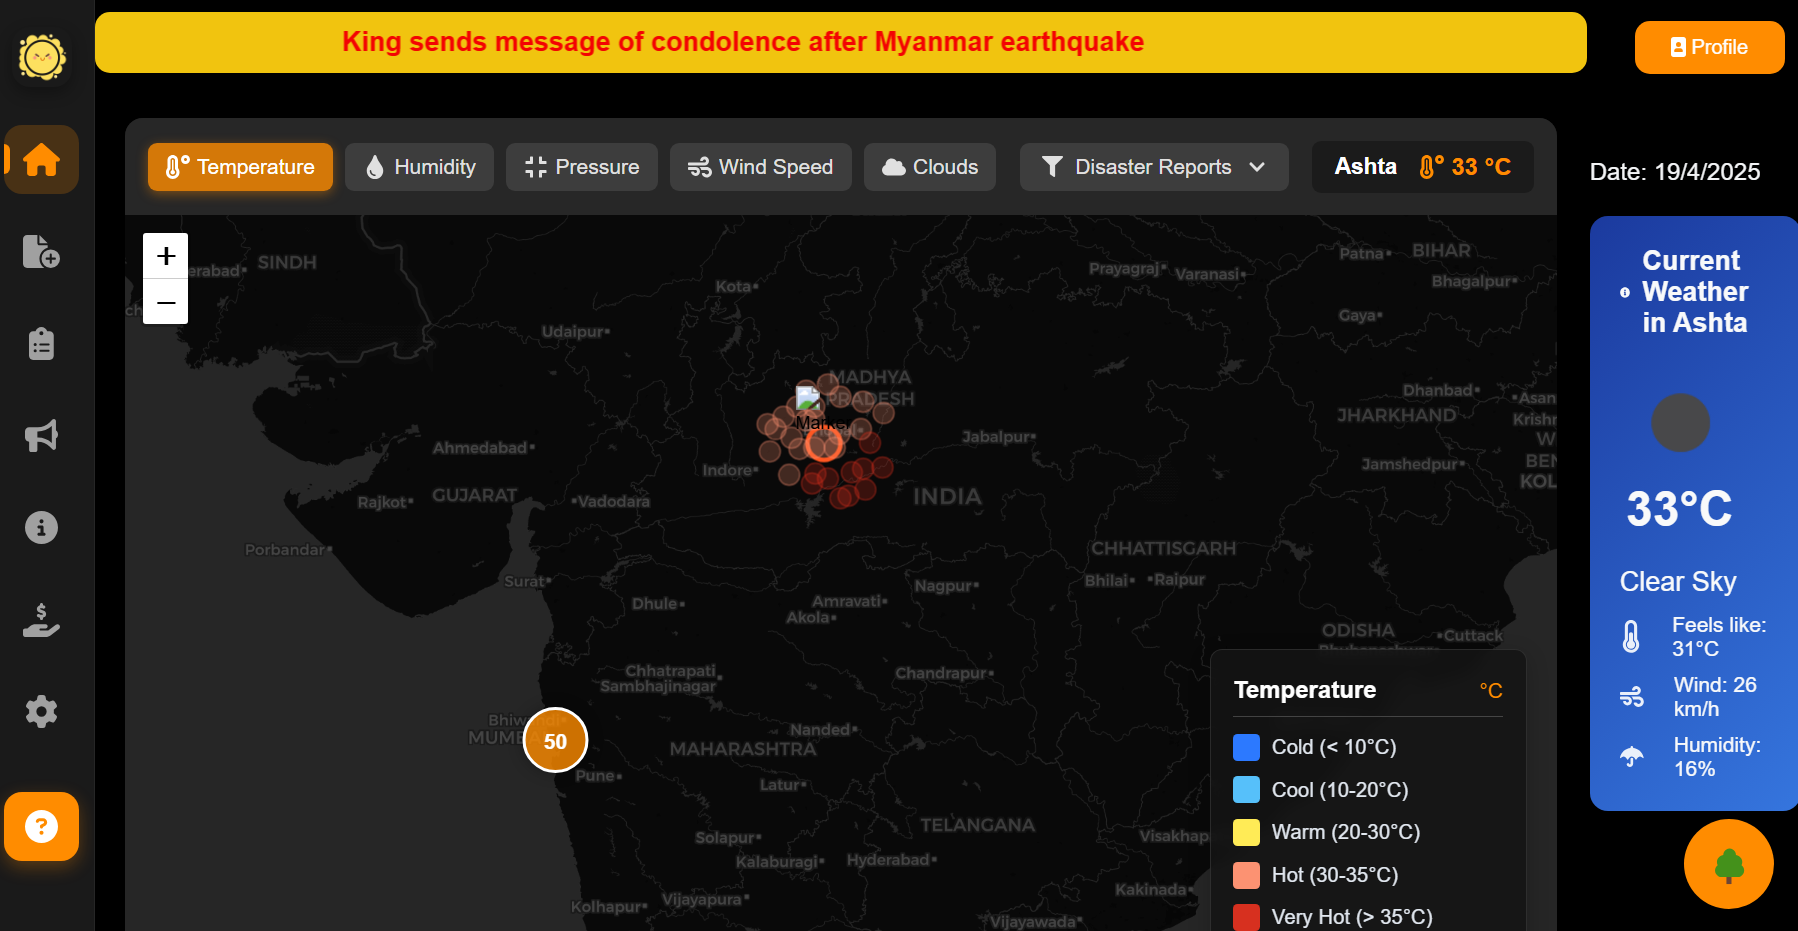 King sends message of condolence after Myanmar earthquake
Profile
Temperature
Humidity
Pressure
Wind Speed
Clouds
Disaster Reports
Ashta
33 °C
Date: 19/4/2025
+
−
erabad
SINDH
Kota
Udaipur
Prayagraj
Varanasi
Patna
BIHAR
Bhagalpur
Gaya
MADHYA
PRADESH
Marke
Dhanbad
Asan
JHARKHAND
Krishn
Ahmedabad
Jabalpur
Indore
Jamshedpur
BEN
KOL
Rajkot
GUJARAT
Vadodara
INDIA
Porbandar
CHHATTISGARH
Surat
Nagpur
Bhilai
Raipur
Dhule
Amravati
Akola
ODISHA
Cuttack
Chhatrapati
Sambhajinagar
Chandrapur
50
Nanded
MAHARASHTRA
Pune
Latur
Solapur
TELANGANA
Visakhap
Kalaburagi
Hyderabad
Kolhapur
Vijayapura
Kakinada
Vijayawada
Temperature
°C
Cold (< 10°C)
Cool (10-20°C)
Warm (20-30°C)
Hot (30-35°C)
Very Hot (> 35°C)
Current
Weather
in Ashta
33°C
Clear Sky
Feels like:
31°C
Wind: 26
km/h
Humidity:
16%
?